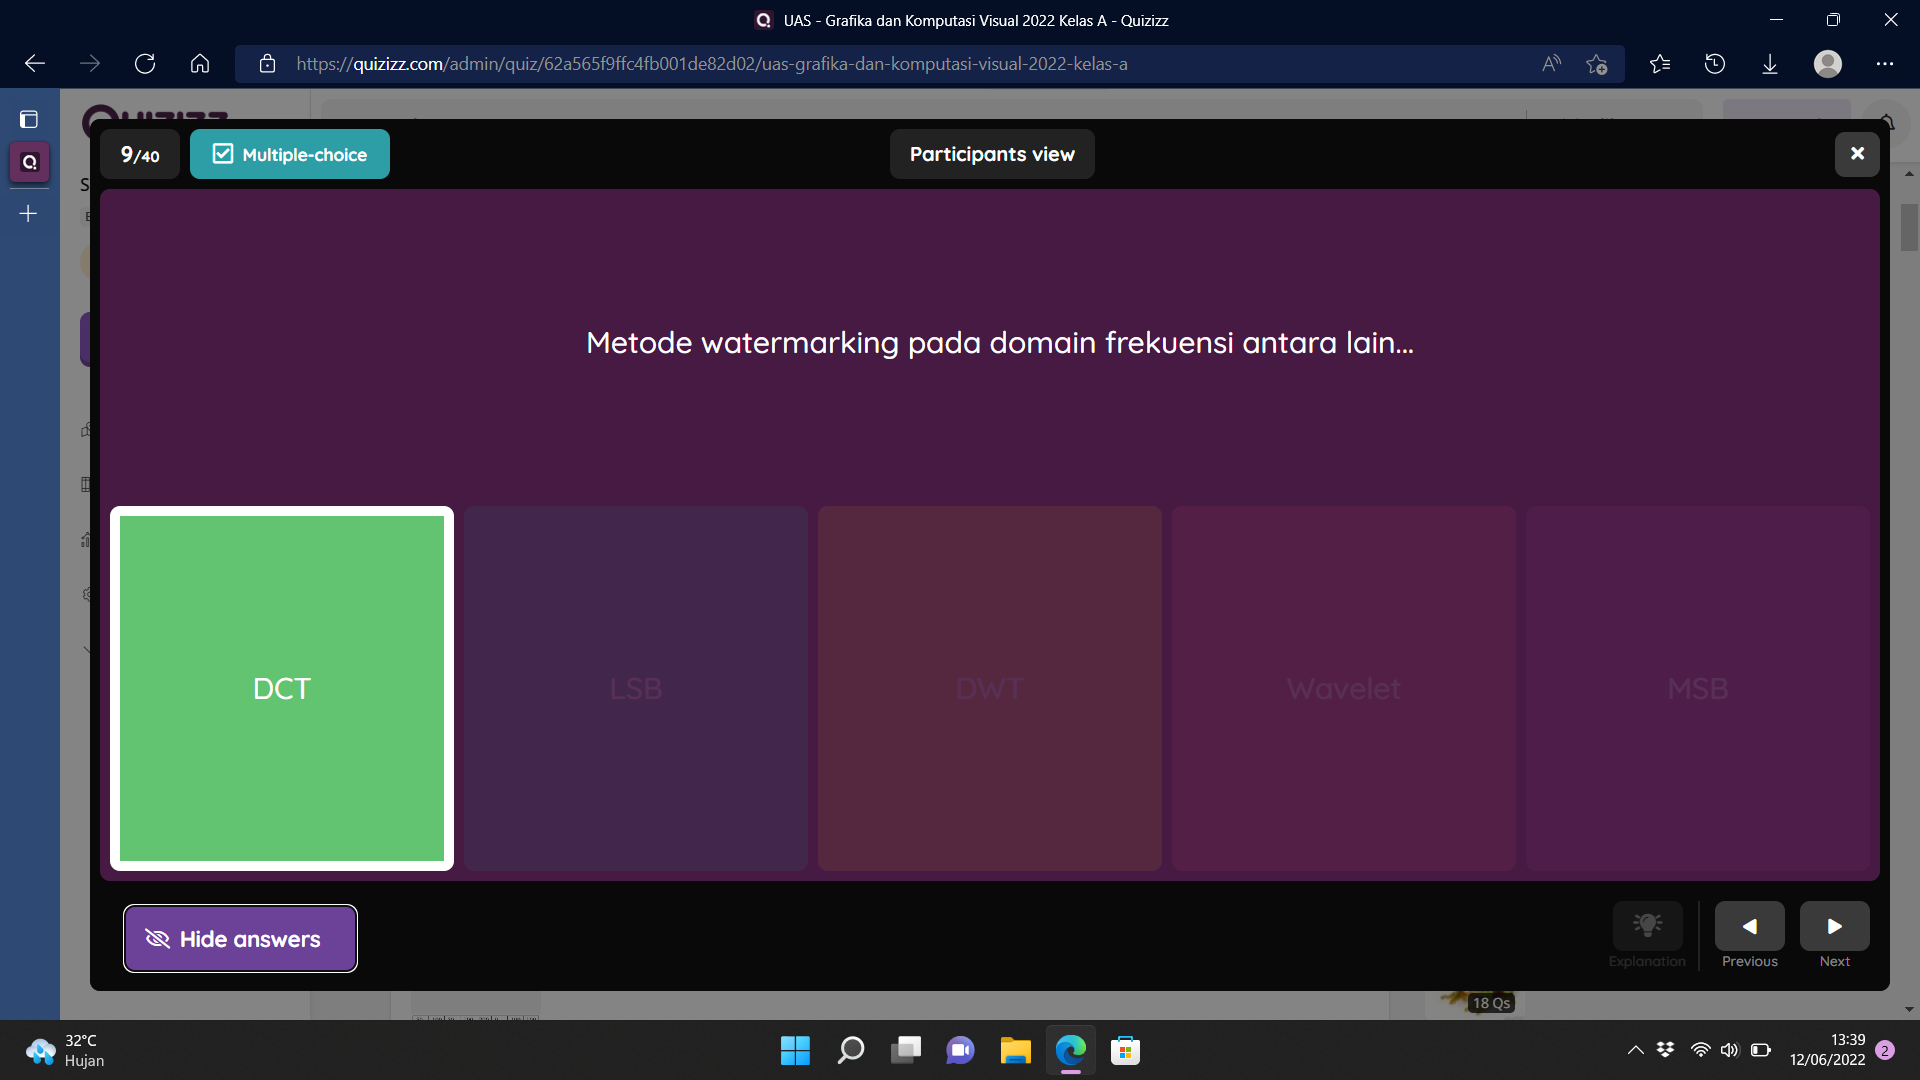 UAS - Grafika dan Komputasi Visual 2022 Kelas A - Quizizz
https://quizizz.com/admin/quiz/62a565f9ffc4fb001de82d02/uas-grafika-dan-komputasi-visual-2022-kelas-a
9/40
Multiple-choice
Participants view
Metode watermarking pada domain frekuensi antara lain...
DCT
LSB
DWT
Wavelet
MSB
Hide answers
Explanation
Previous
Next
18 Qs
32°C
Hujan
13:39
12/06/2022
2